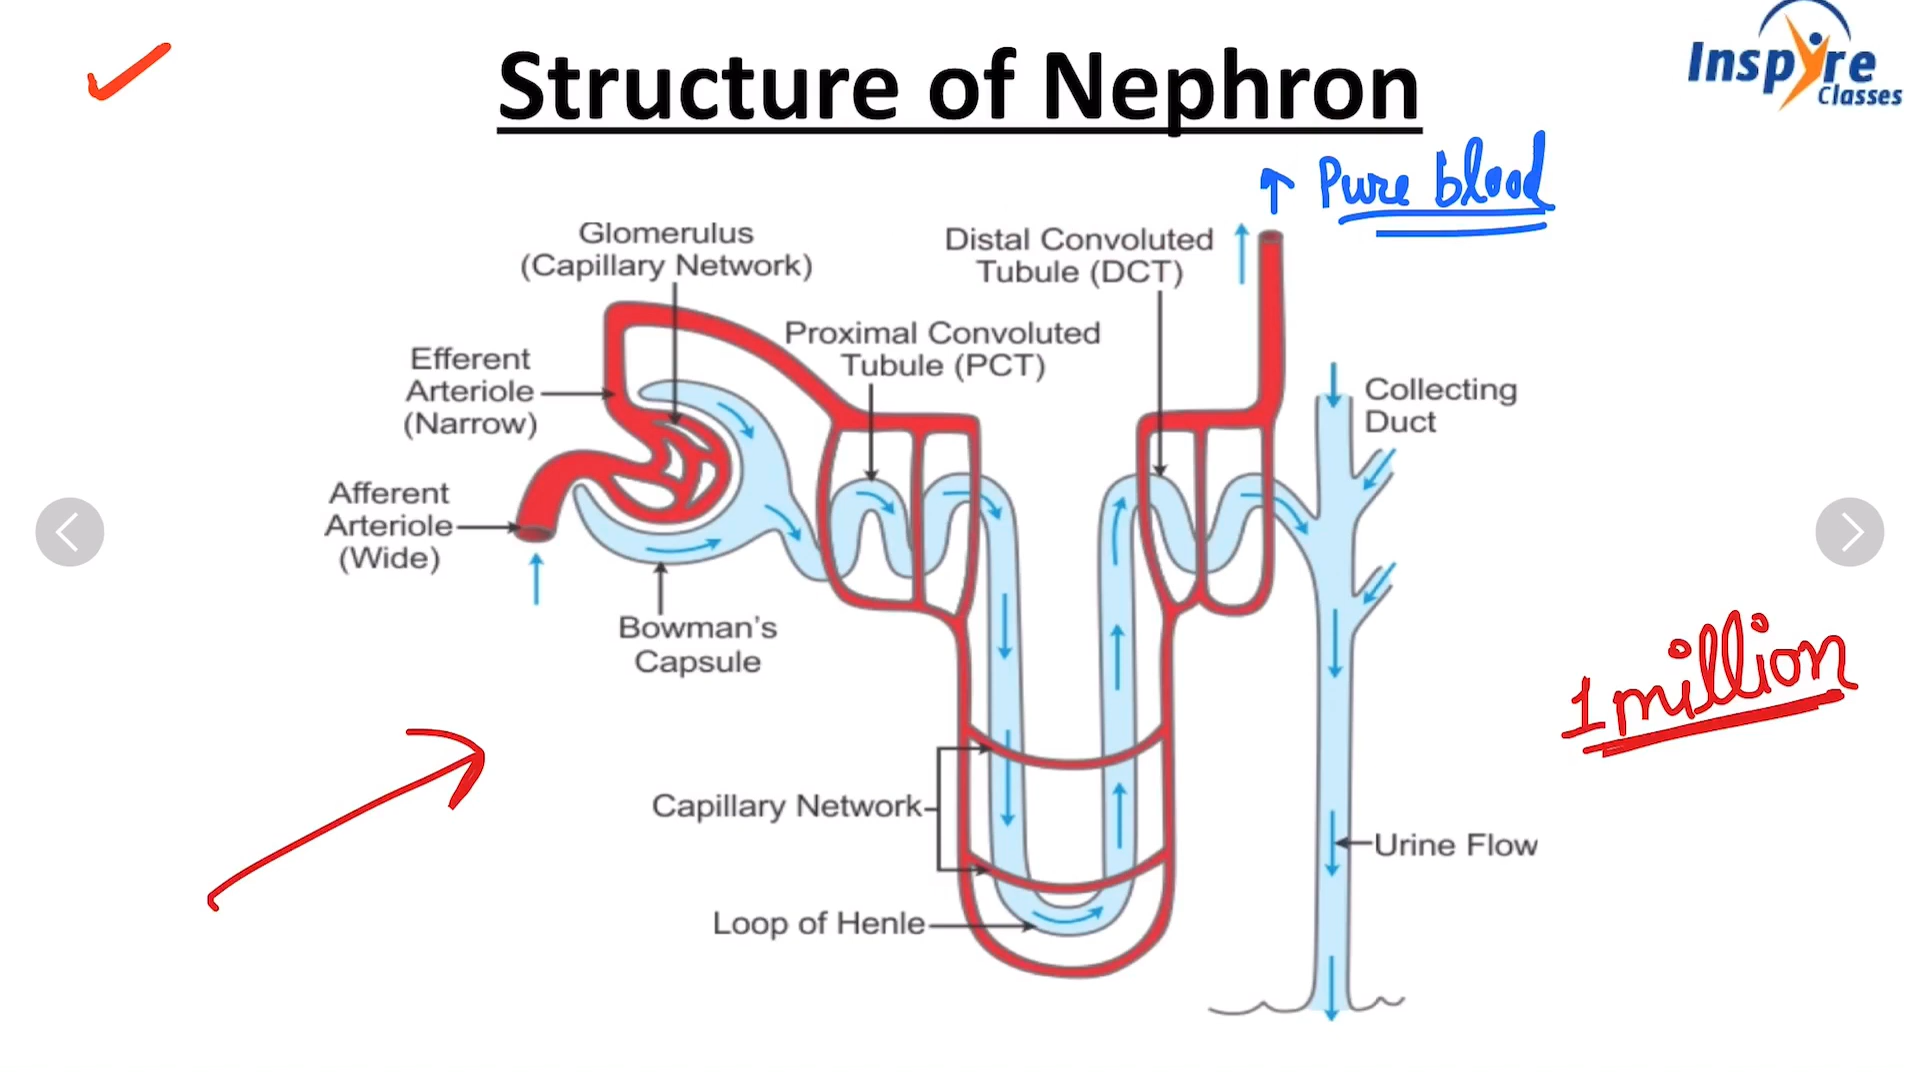 Structure of Nephron
Inspyre
Classes
↑ Pure blood
Glomerulus
(Capillary Network)
Distal Convoluted
Tubule (DCT)
Proximal Convoluted
Tubule (PCT)
Efferent
Arteriole
(Narrow)
Collecting
Duct
Afferent
Arteriole
(Wide)
Bowman's
Capsule
1 million
Capillary Network
Urine Flow
Loop of Henle